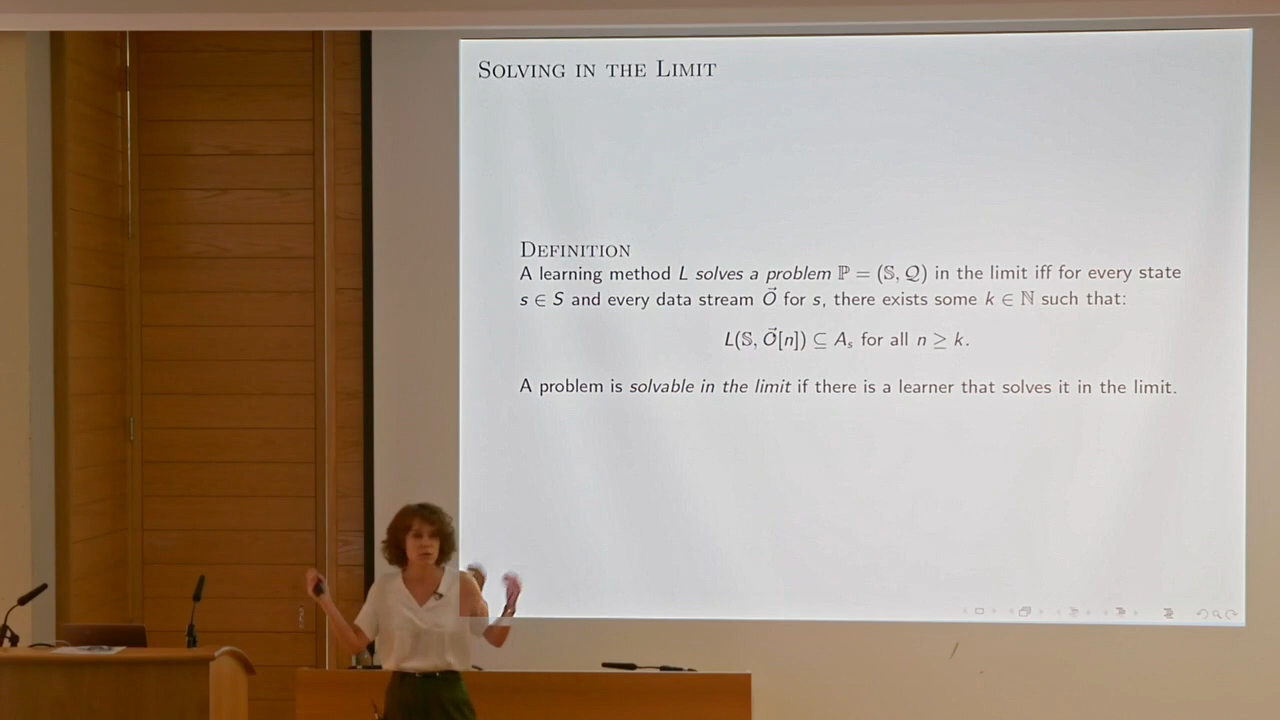 SOLVING IN THE LIMIT
DEFINITION
A learning method L solves a problem ℙ = (𝕊, 𝒬) in the limit iff for every state
s ∈ S and every data stream O⃗ for s, there exists some k ∈ ℕ such that:
L(𝕊, O⃗[n]) ⊆ Aₛ for all n ≥ k.
A problem is solvable in the limit if there is a learner that solves it in the limit.